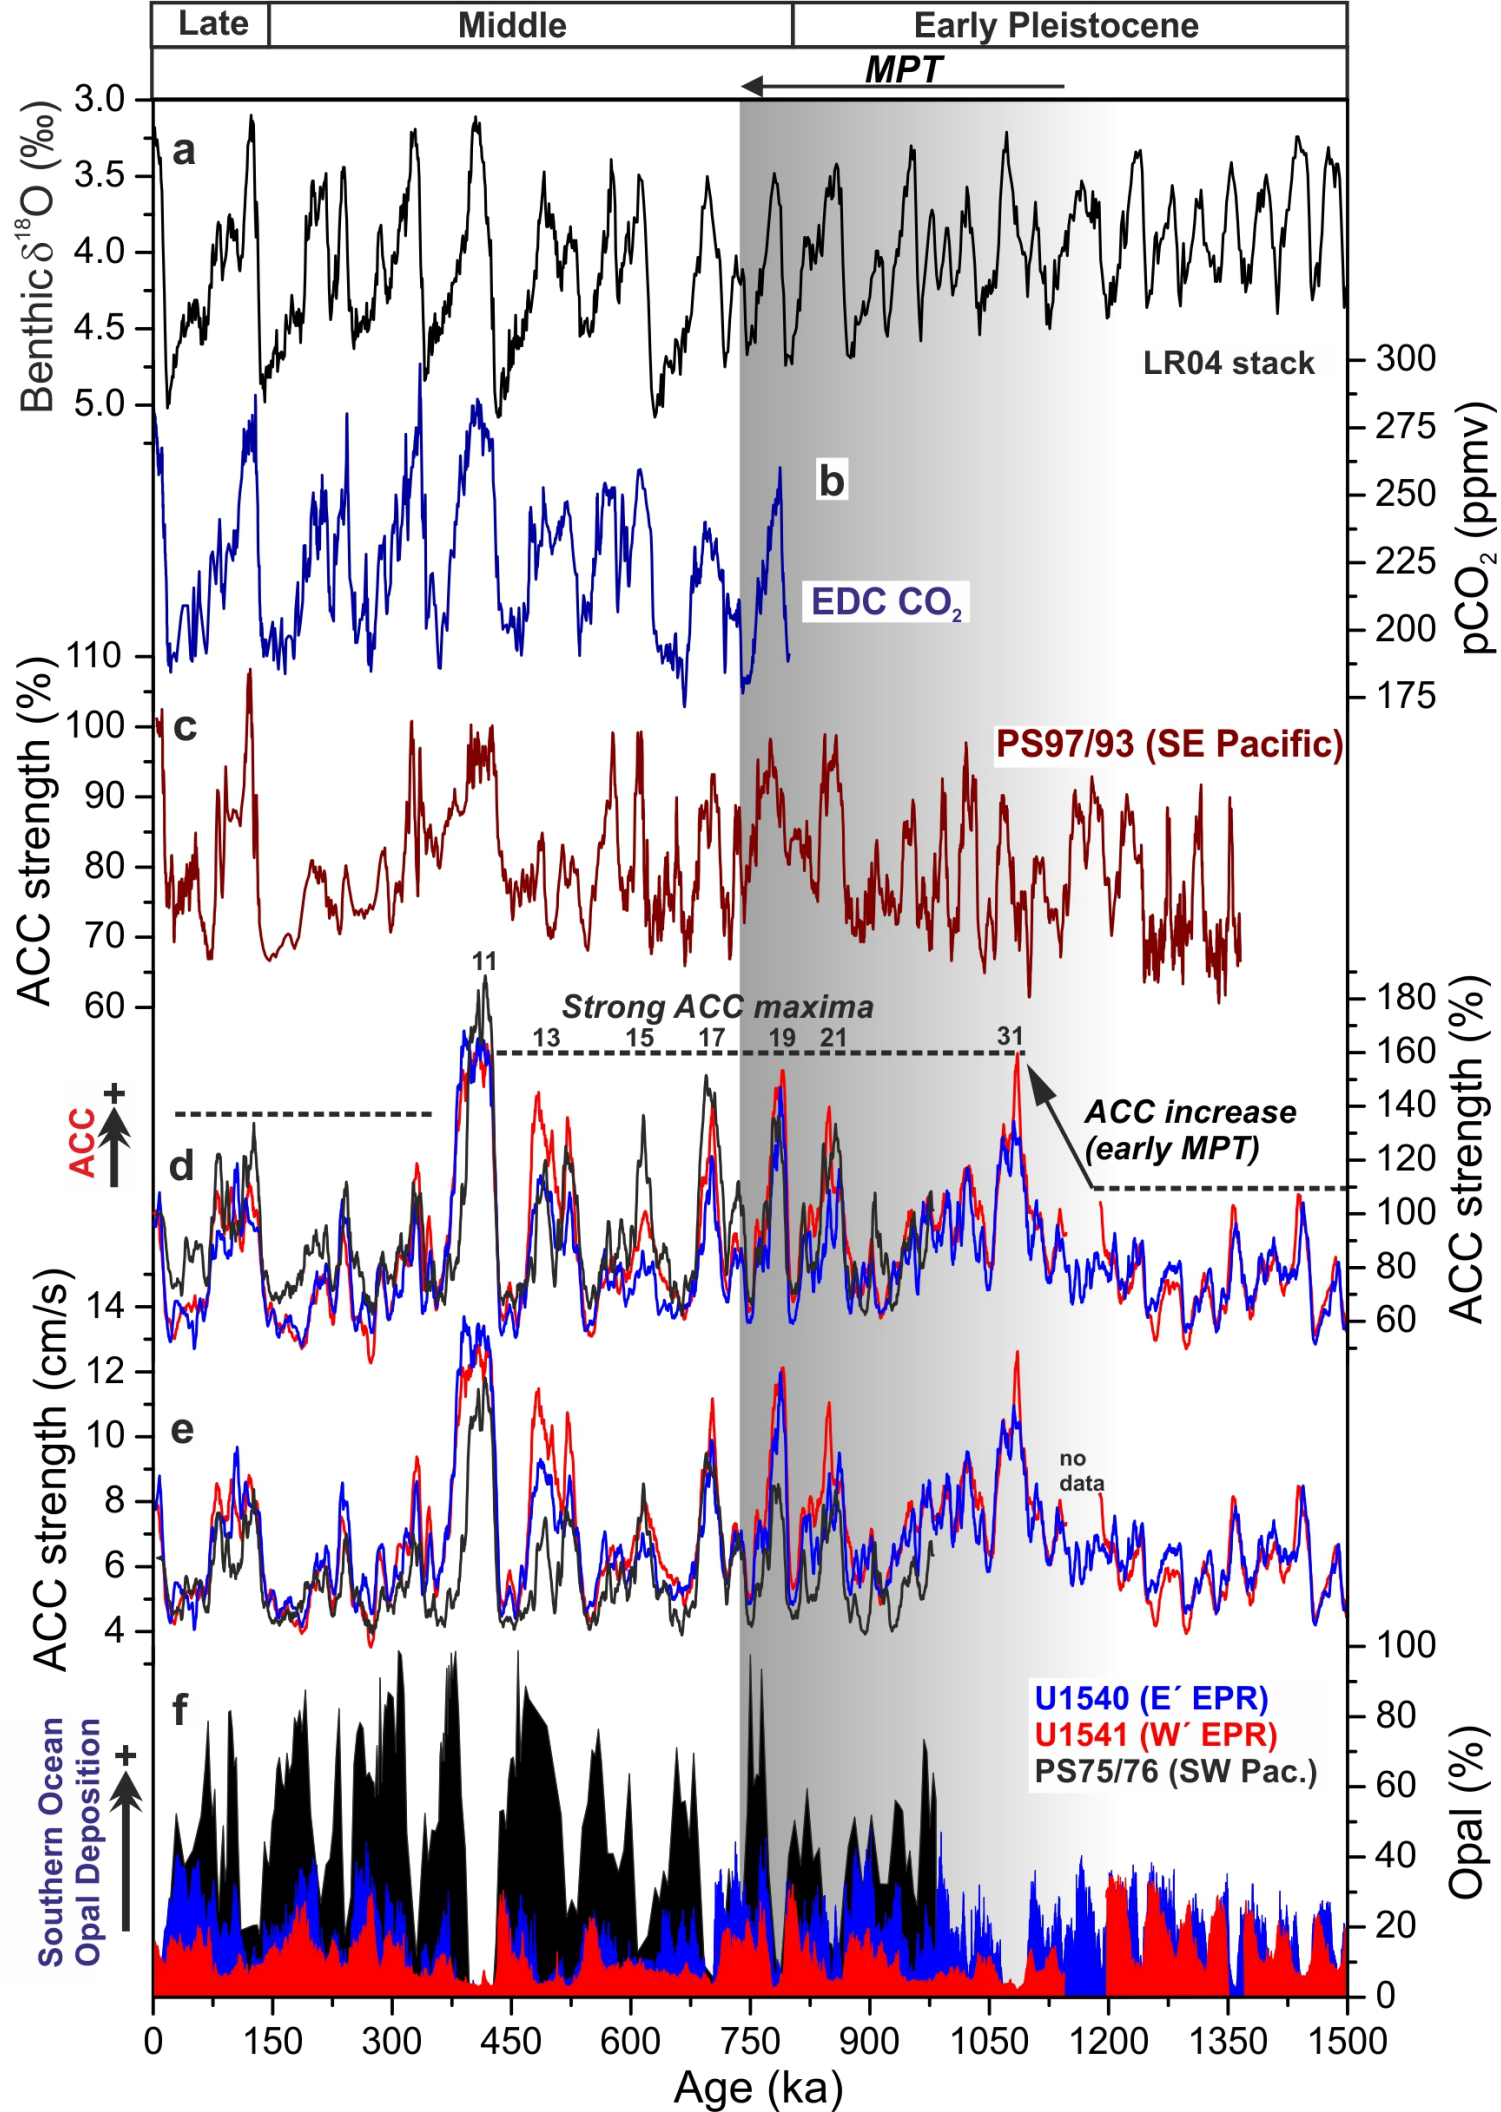 Late
Middle
Early Pleistocene
MPT
Benthic δ¹⁸O (‰)
3.0
3.5
4.0
4.5
5.0
a
LR04 stack
300
275
250
225
200
175
pCO₂ (ppmv)
b
EDC CO₂
ACC strength (%)
110
100
90
80
70
60
c
PS97/93 (SE Pacific)
11
Strong ACC maxima
13
15
17
19
21
31
180
160
140
120
100
80
60
ACC strength (%)
ACC increase
(early MPT)
ACC
+
d
ACC strength (cm/s)
14
12
10
8
6
4
e
no
data
100
80
60
40
20
0
Opal (%)
f
U1540 (E´ EPR)
U1541 (W´ EPR)
PS75/76 (SW Pac.)
Southern Ocean
Opal Deposition
+
0
150
300
450
600
750
900
1050
1200
1350
1500
Age (ka)